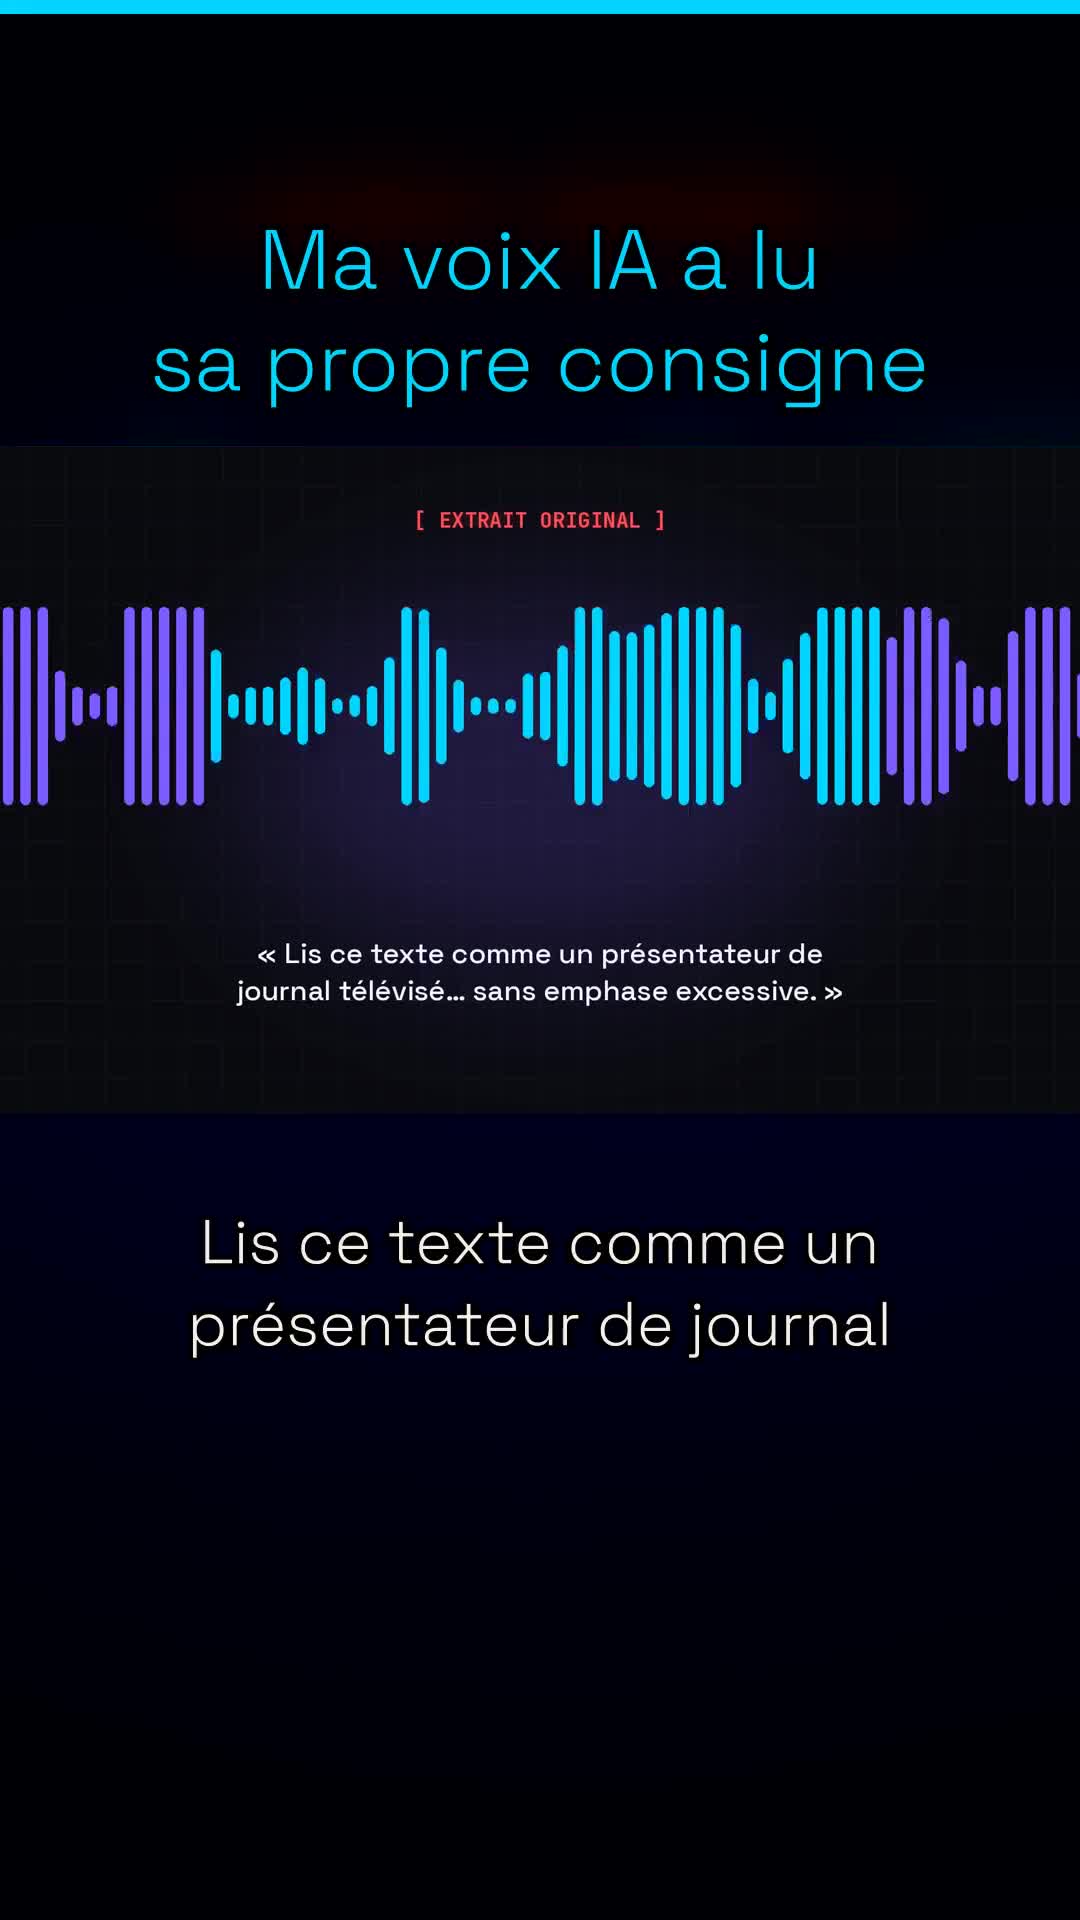 Ma voix IA a lu
sa propre consigne
[ EXTRAIT ORIGINAL ]
« Lis ce texte comme un présentateur de
journal télévisé… sans emphase excessive. »
Lis ce texte comme un
présentateur de journal